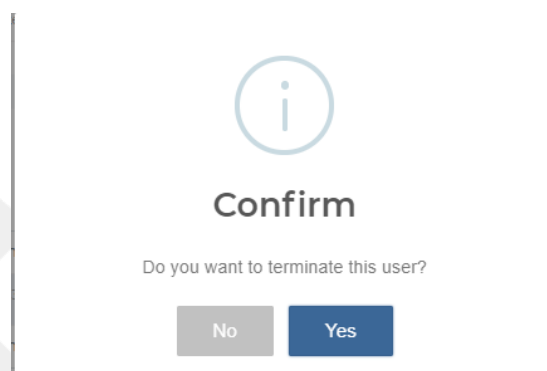 Confirm
Do you want to terminate this user?
No Yes